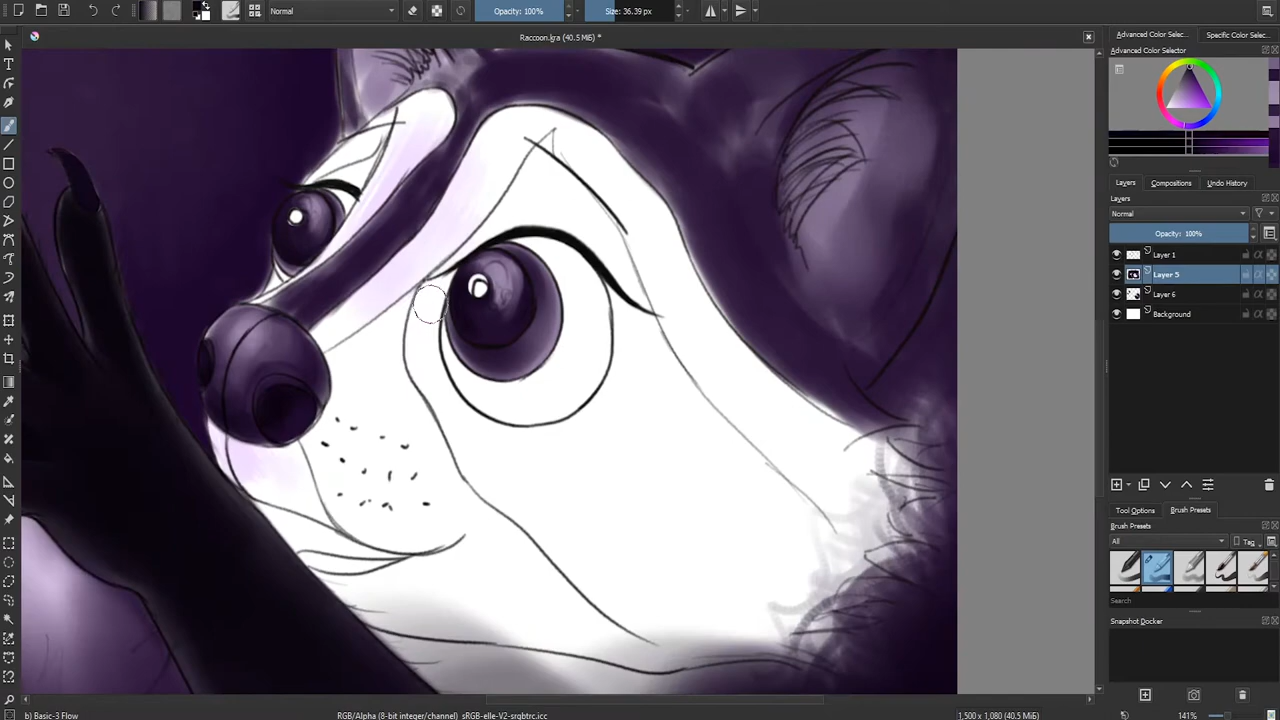 Normal
Opacity: 100%
Size: 36.39 px
Raccoon.kra (40.5 MiB) *
Advanced Color Selec...
Specific Color Selec...
Advanced Color Selector
Layers
Compositions
Undo History
Layers
Normal
Opacity: 100%
Layer 1
Layer 5
Layer 6
Background
Tool Options
Brush Presets
Brush Presets
All
Tag
Search
Snapshot Docker
b) Basic-3 Flow
RGB/Alpha (8-bit integer/channel) sRGB-elle-V2-srgbtrc.icc
1,500 x 1,080 (40.5 MiB)
141%